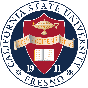 CALIFORNIA STATE UNIVERSITY
19 11
FRESNO